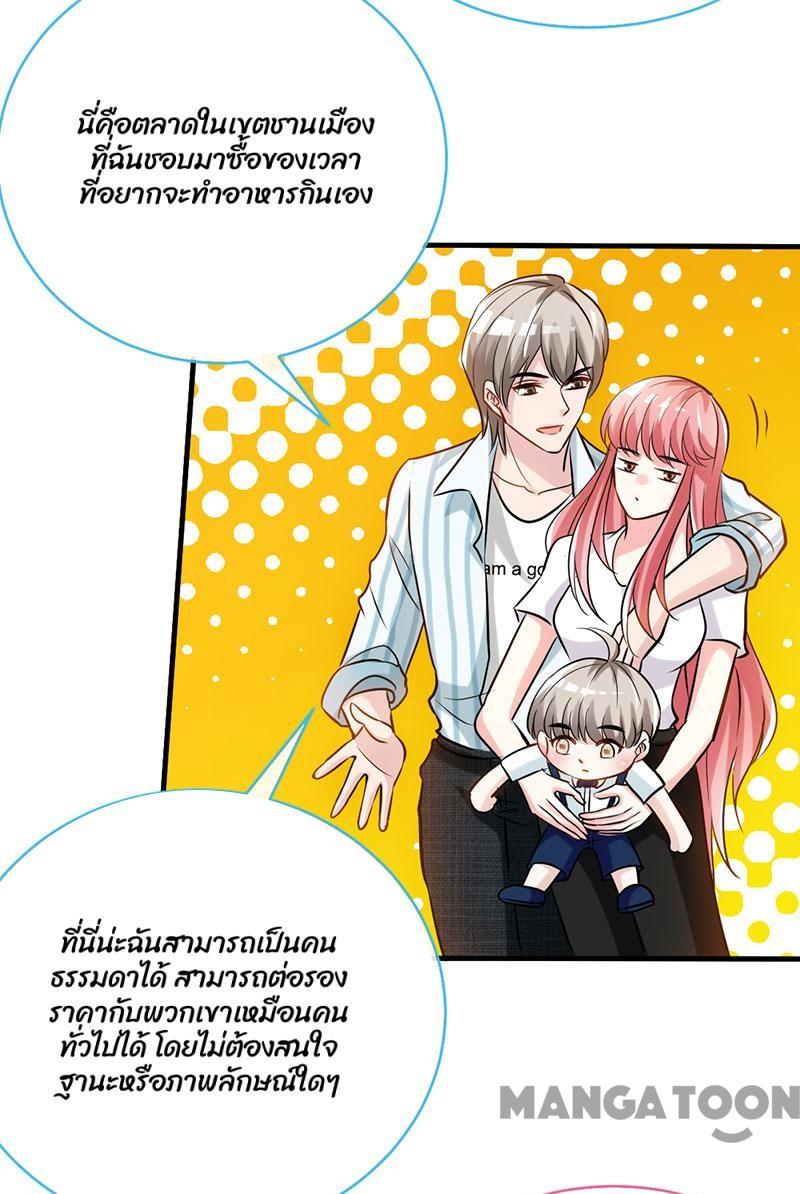 นี่คือตลาดในเขตชานเมือง
ที่ฉันชอบมาซื้อของเวลา
ที่อยากจะทำอาหารกินเอง
am a go
ที่นี่น่ะฉันสามารถเป็นคน
ธรรมดาได้ สามารถต่อรอง
ราคากับพวกเขาเหมือนคน
ทั่วไปได้ โดยไม่ต้องสนใจ
ฐานะหรือภาพลักษณ์ใดๆ
MANGATOON